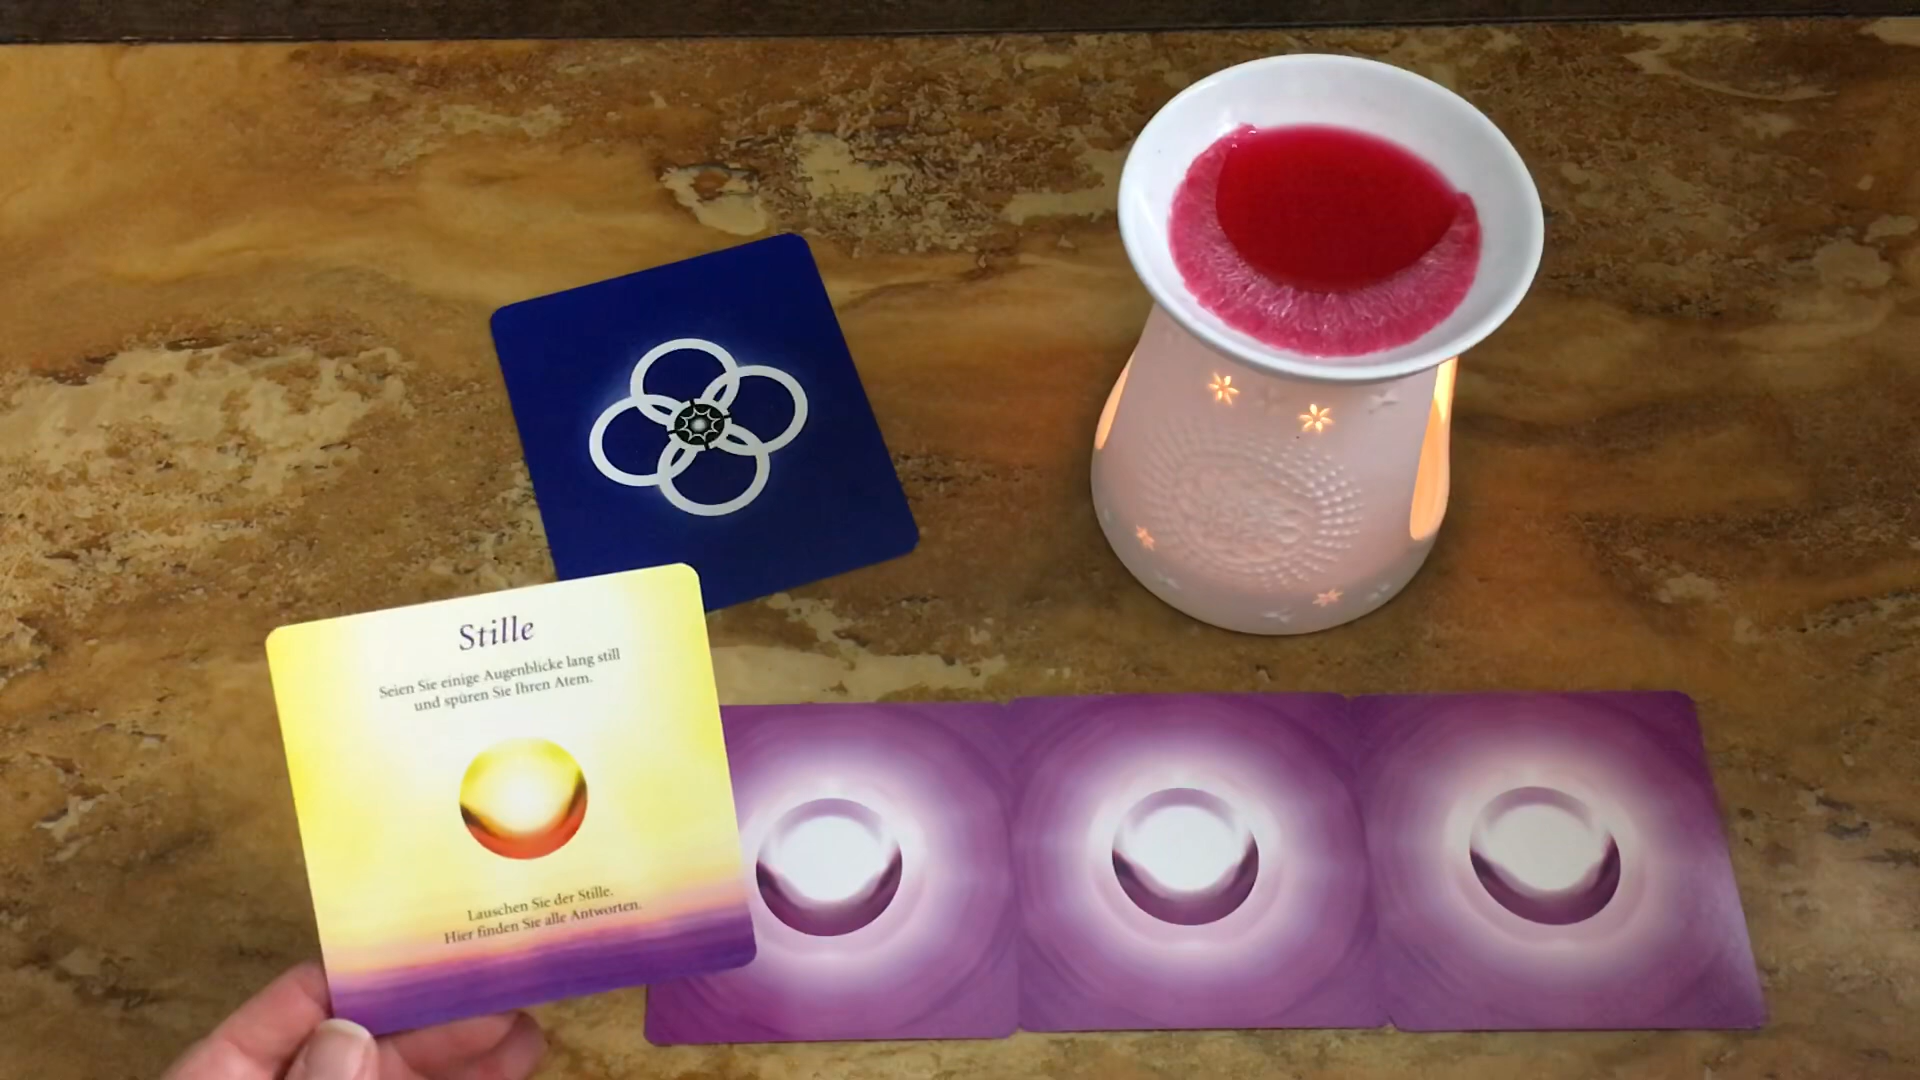 Stille
Seien Sie einige Augenblicke lang still
und spüren Sie Ihren Atem.
Lauschen Sie der Stille.
Hier finden Sie alle Antworten.